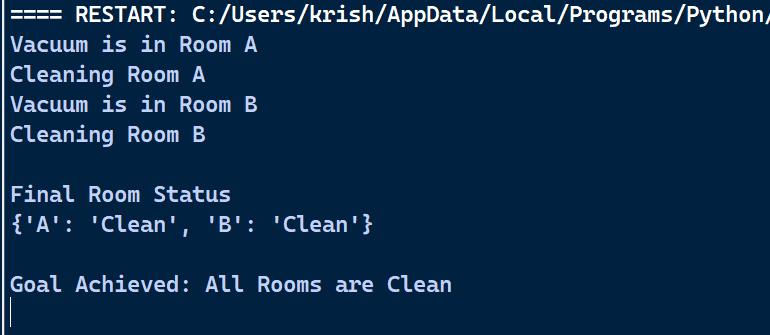 ==== RESTART: C:/Users/krish/AppData/Local/Programs/Python/
Vacuum is in Room A
Cleaning Room A
Vacuum is in Room B
Cleaning Room B
Final Room Status
{'A': 'Clean', 'B': 'Clean'}
Goal Achieved: All Rooms are Clean